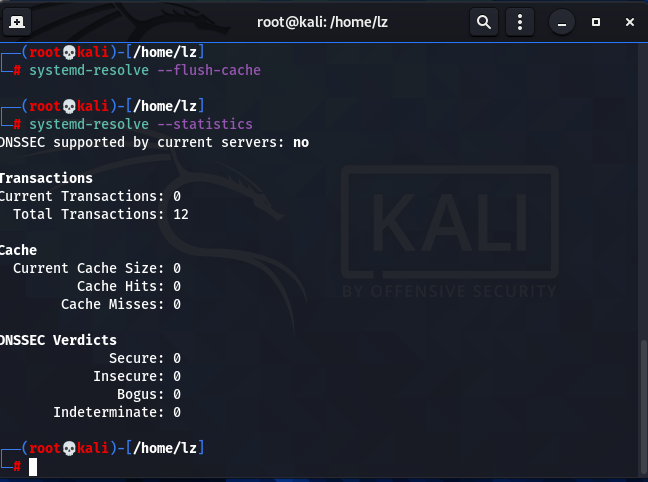 root@kali: /home/lz
┌──(root💀kali)-[/home/lz]
└─# systemd-resolve --flush-cache
┌──(root💀kali)-[/home/lz]
└─# systemd-resolve --statistics
DNSSEC supported by current servers: no
Transactions
Current Transactions: 0
Total Transactions: 12
Cache
Current Cache Size: 0
Cache Hits: 0
Cache Misses: 0
DNSSEC Verdicts
Secure: 0
Insecure: 0
Bogus: 0
Indeterminate: 0
┌──(root💀kali)-[/home/lz]
└─#
KALI
BY OFFENSIVE SECURITY